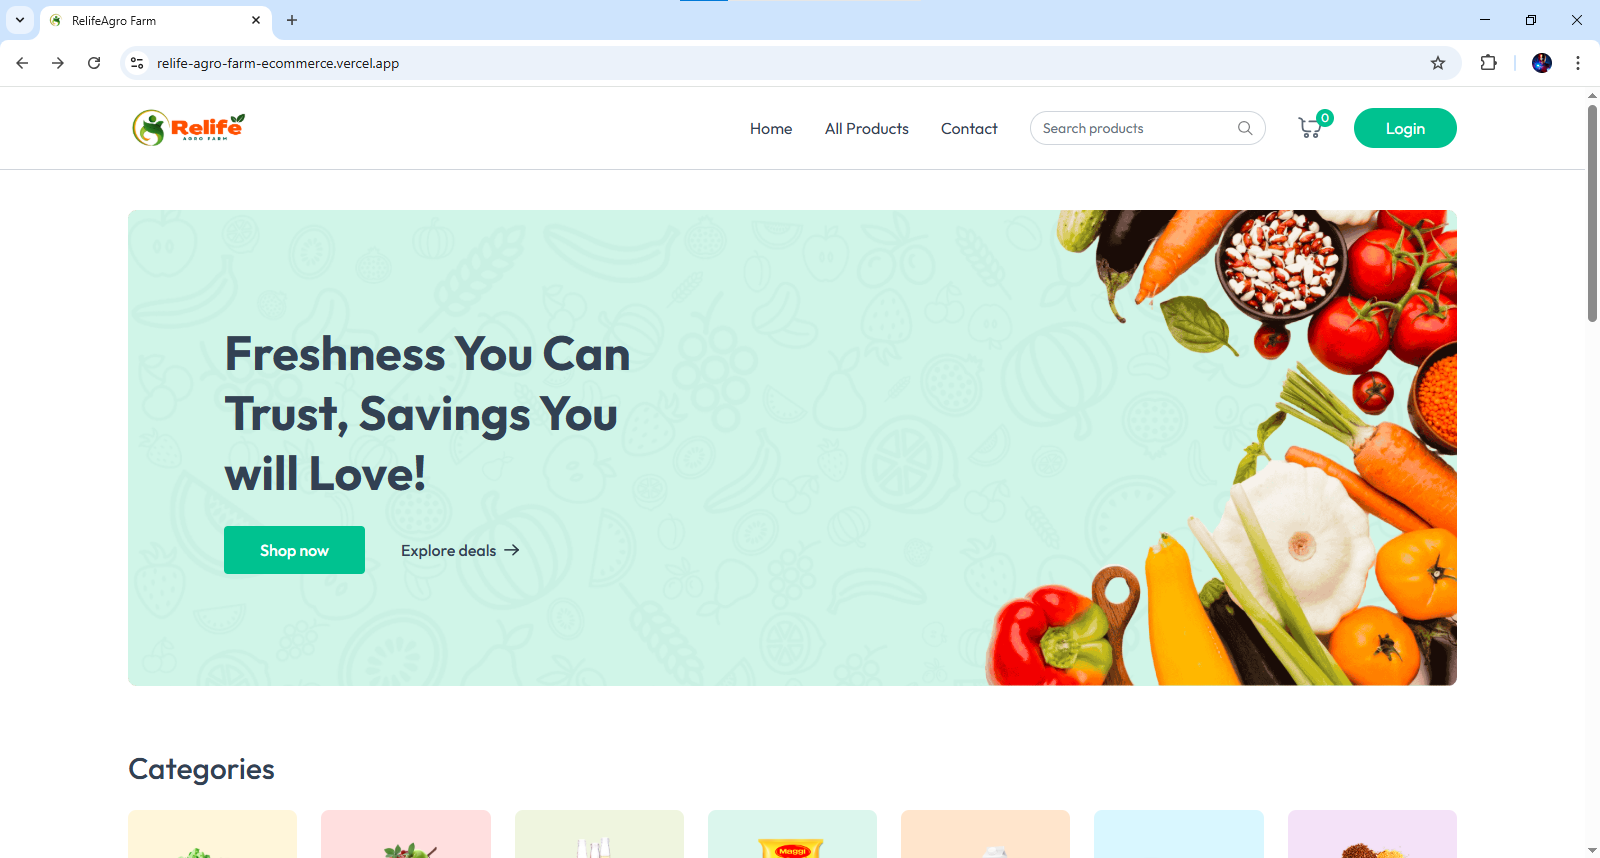 RelifeAgro Farm
relife-agro-farm-ecommerce.vercel.app
Relife
AGRO FARM
Home
All Products
Contact
Search products
0
Login
Freshness You Can
Trust, Savings You
will Love!
Shop now
Explore deals
Categories
Maggi